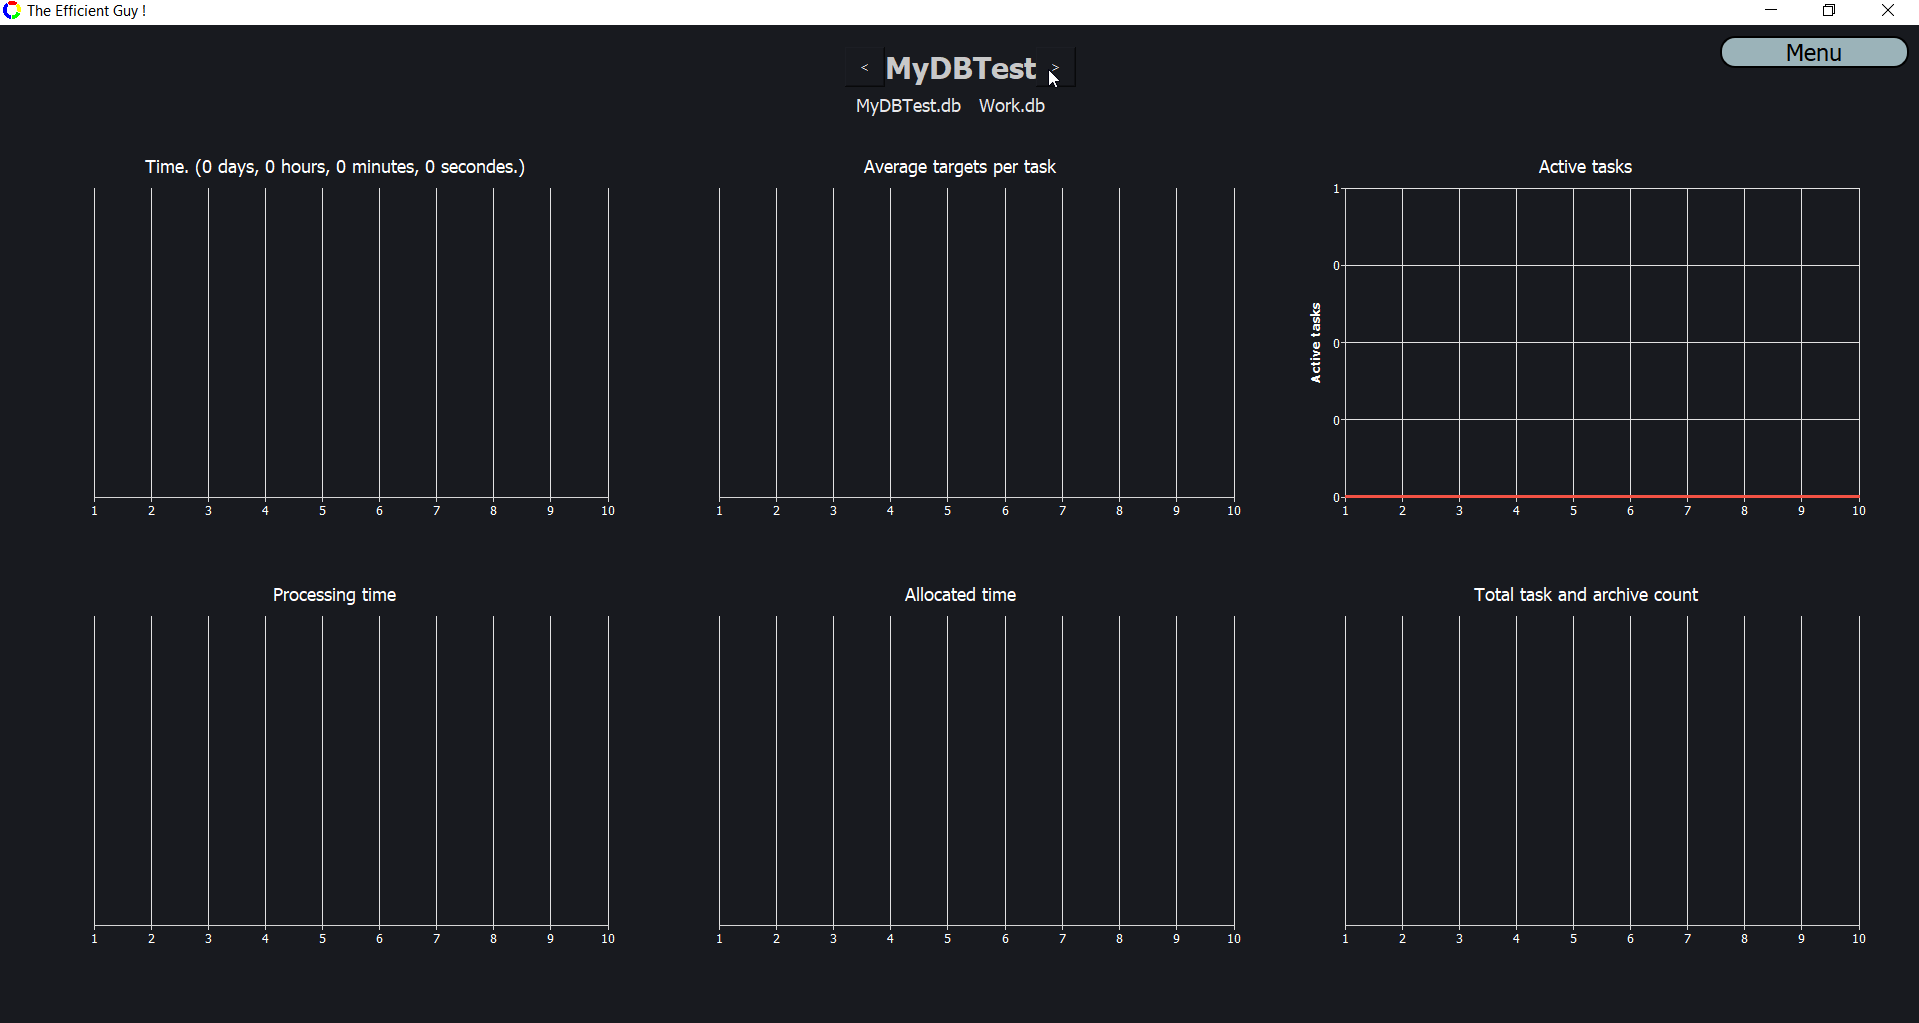 The Efficient Guy !
Menu
< MyDBTest >
MyDBTest.db Work.db
Time. (0 days, 0 hours, 0 minutes, 0 secondes.)
1 2 3 4 5 6 7 8 9 10
Average targets per task
1 2 3 4 5 6 7 8 9 10
Active tasks
Active tasks
1
0
0
0
0
1 2 3 4 5 6 7 8 9 10
Processing time
1 2 3 4 5 6 7 8 9 10
Allocated time
1 2 3 4 5 6 7 8 9 10
Total task and archive count
1 2 3 4 5 6 7 8 9 10